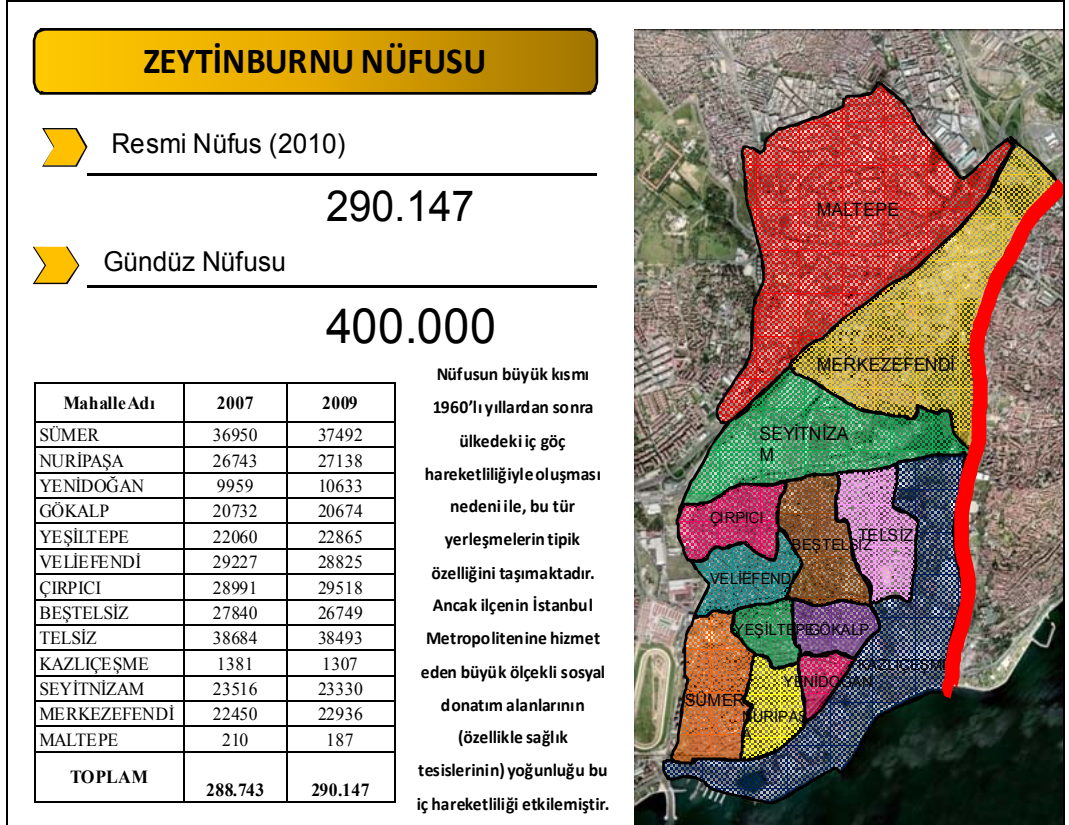 ZEYTİNBURNU NÜFUSU
Resmi Nüfus (2010)
290.147
Gündüz Nüfusu
400.000
Mahalle Adı 2007 2009
SÜMER 36950 37492
NURİPAŞA 26743 27138
YENİDOĞAN 9959 10633
GÖKALP 20732 20674
YEŞİLTEPE 22060 22865
VELİEFENDİ 29227 28825
ÇIRPICI 28991 29518
BEŞTELSİZ 27840 26749
TELSİZ 38684 38493
KAZLIÇEŞME 1381 1307
SEYİTNİZAM 23516 23330
MERKEZEFENDİ 22450 22936
MALTEPE 210 187
TOPLAM 288.743 290.147
Nüfusun büyük kısmı
1960’lı yıllardan sonra
ülkedeki iç göç
hareketliliğiyle oluşması
nedeni ile, bu tür
yerleşmelerin tipik
özelliğini taşımaktadır.
Ancak ilçenin İstanbul
Metropolitenine hizmet
eden büyük ölçekli sosyal
donatım alanlarının
(özellikle sağlık
tesislerinin) yoğunluğu bu
iç hareketliliği etkilemiştir.
MALTEPE
MERKEZEFENDİ
SEYİTNİZA
M
ÇIRPICI
BEŞTELSİZ
TELSİZ
VELİEFENDİ
YEŞİLTEPE
GÖKALP
KAZLIÇEŞME
YENİDOĞAN
SÜMER
NURİPAŞ
A